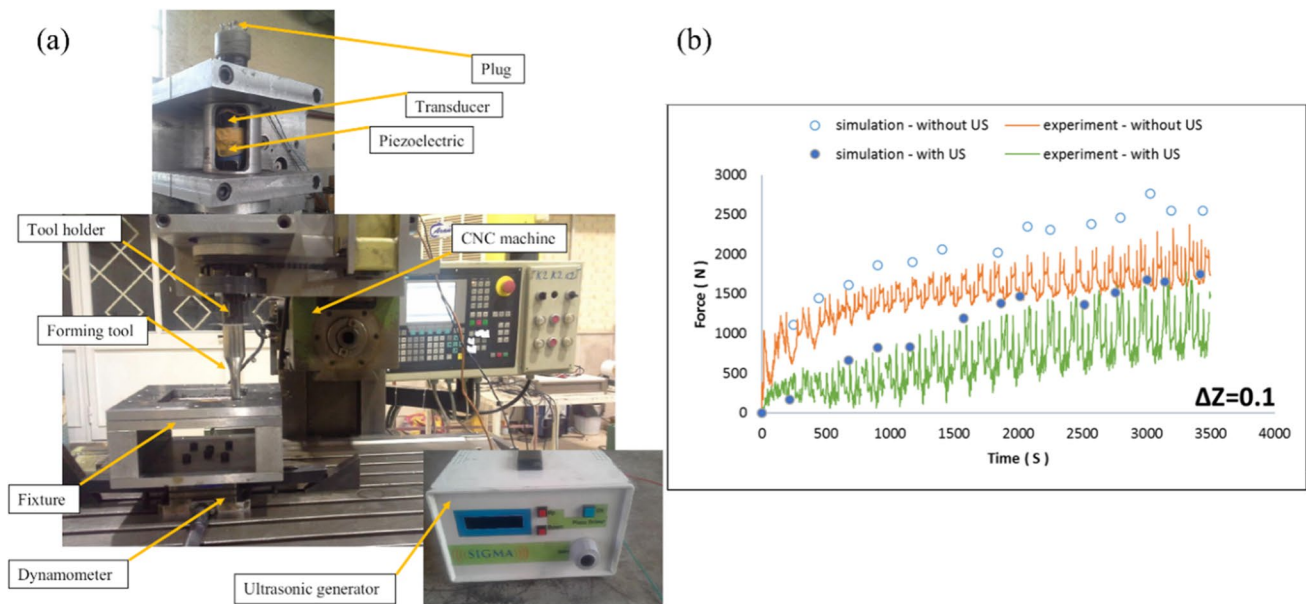 (a)
Plug
Transducer
Piezoelectric
Tool holder
CNC machine
Forming tool
Fixture
Dynamometer
Ultrasonic generator
SIGMA
(b)
simulation - without US
experiment - without US
simulation - with US
experiment - with US
3000
2500
2000
1500
1000
500
0
Force ( N )
0 500 1000 1500 2000 2500 3000 3500 4000
Time ( S )
ΔZ=0.1